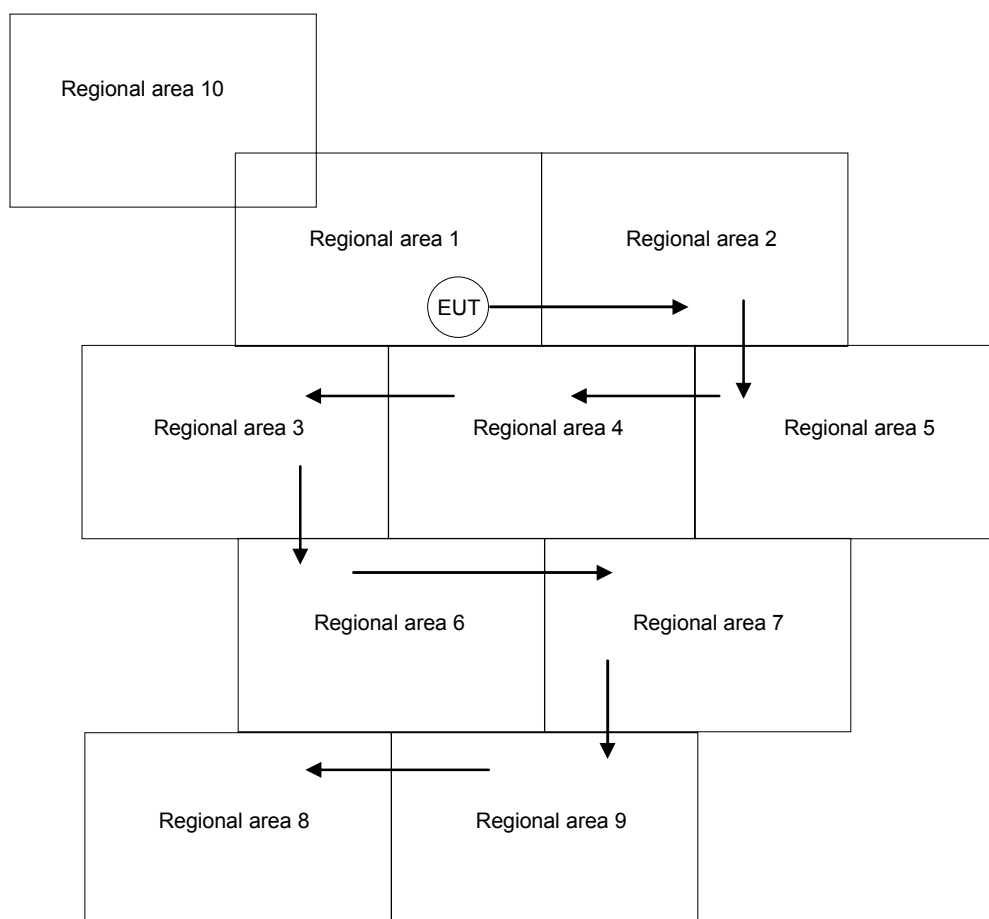 Regional area 10
Regional area 1
Regional area 2
EUT
Regional area 3
Regional area 4
Regional area 5
Regional area 6
Regional area 7
Regional area 8
Regional area 9